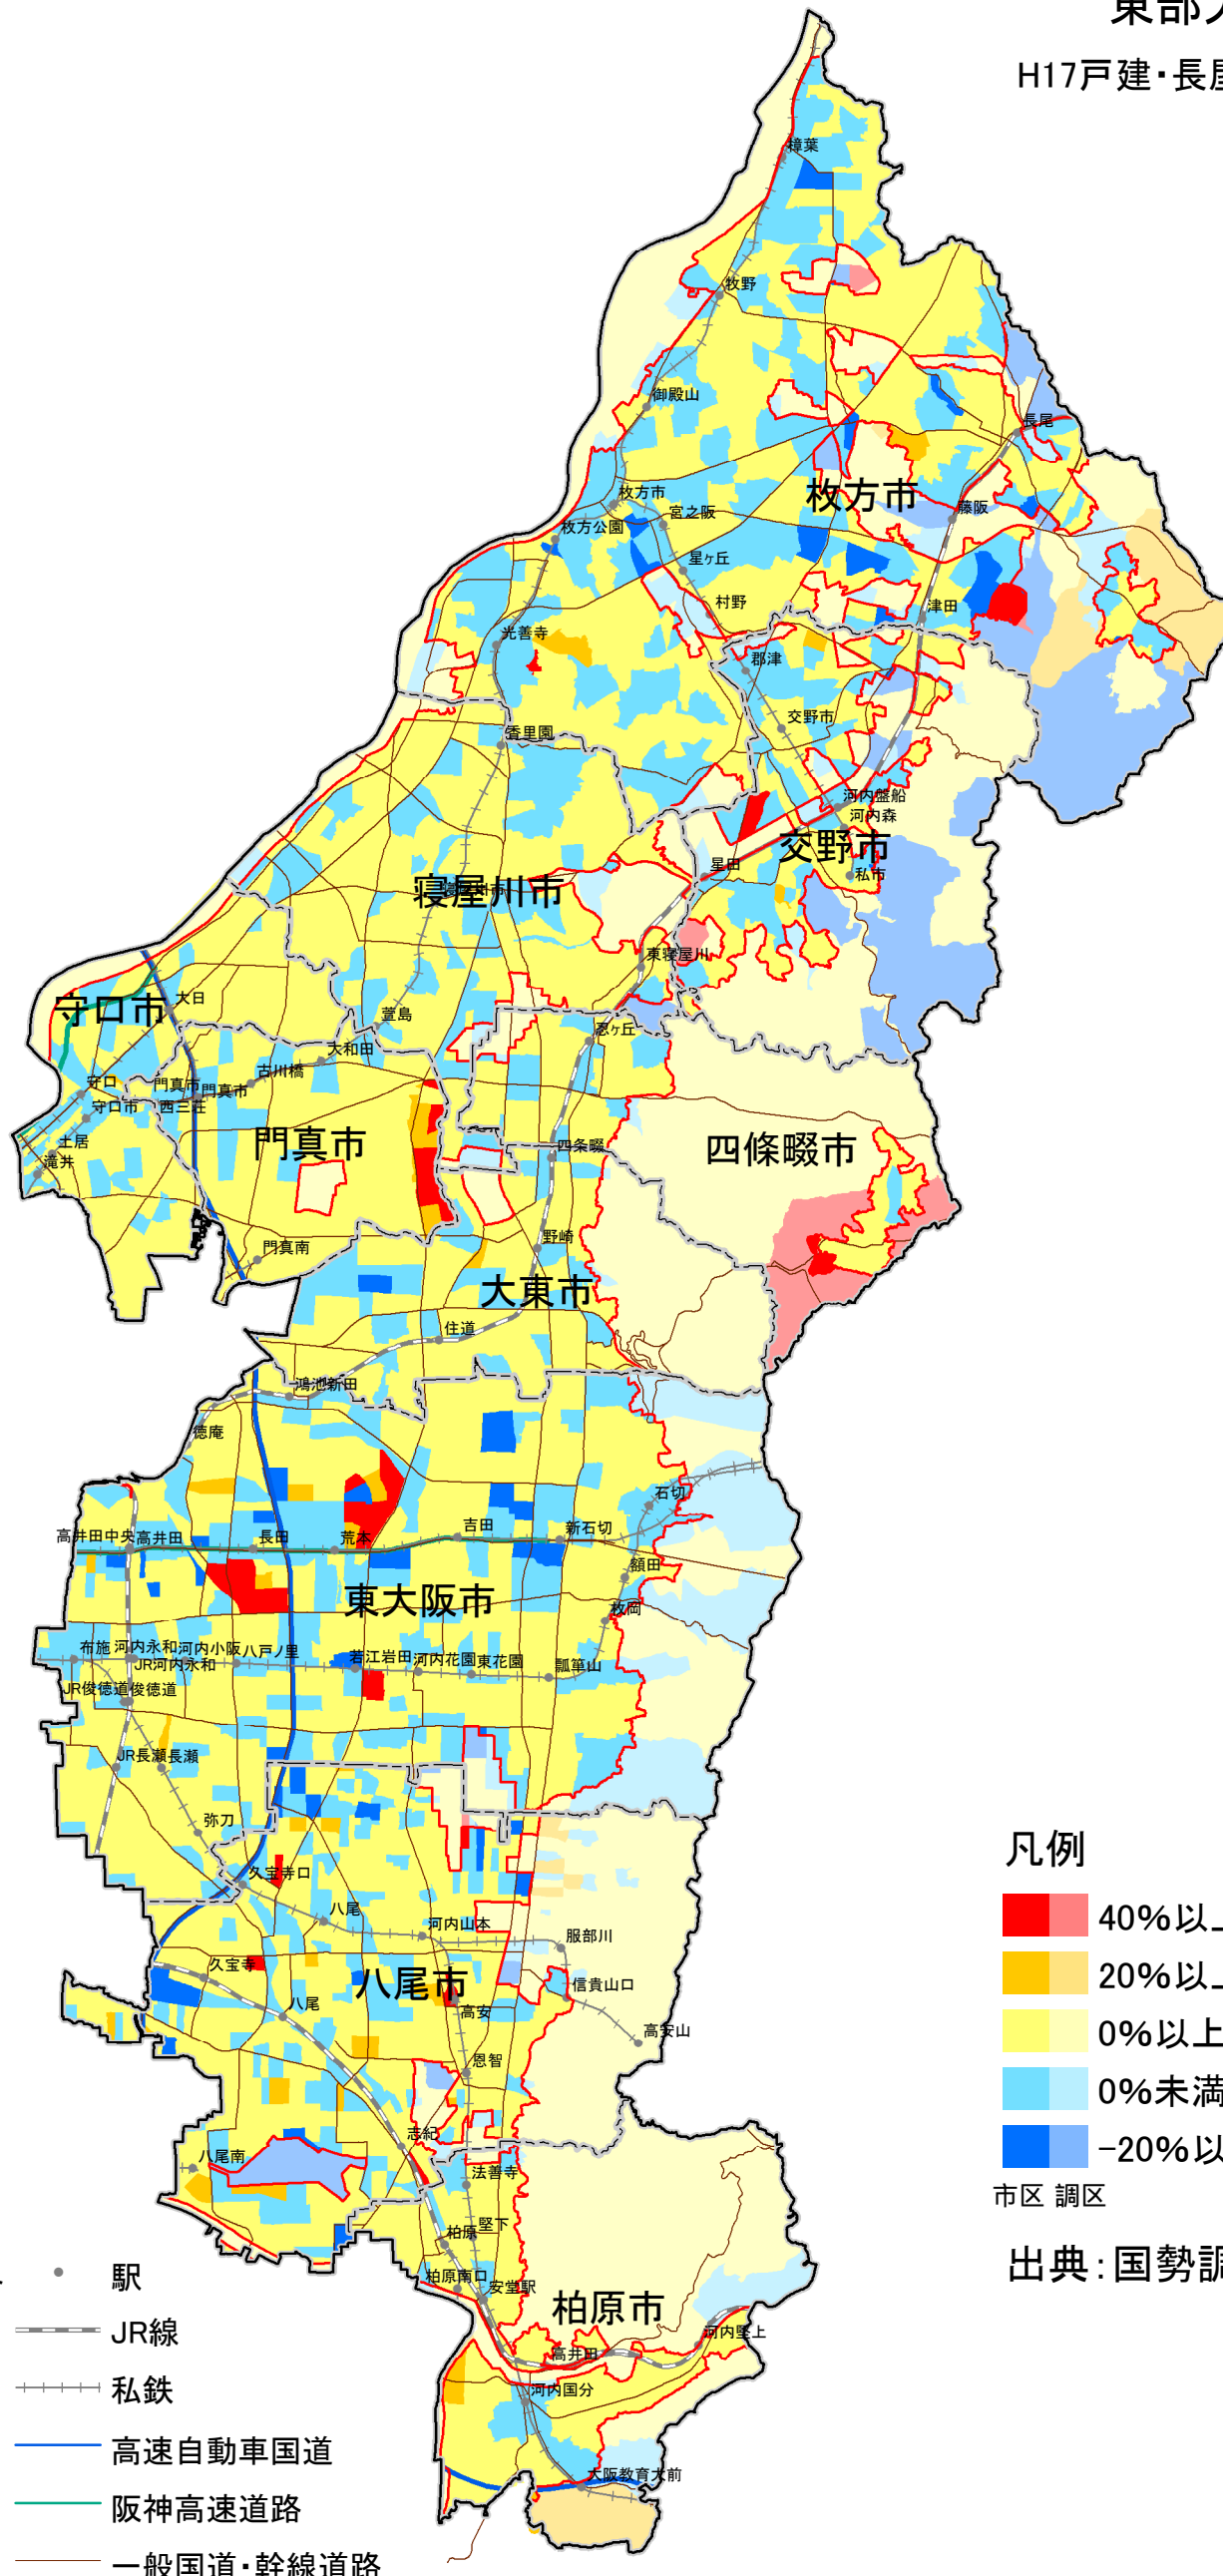 東部
H17戸建・長屋
樟葉
牧野
御殿山
長尾
枚方市
枚方市
藤阪
宮之阪
枚方公園
星ヶ丘
村野
津田
光善寺
郡津
交野市
香里園
河内盤船
河内森
交野市
星田
私市
寝屋川市
寝屋川市
東寝屋川
守口市
大日
萱島
忍ヶ丘
大和田
古川橋
守口
門真市
門真市
守口市
西三荘
土居
滝井
門真市
四条畷
四條畷市
野崎
門真南
大東市
住道
鴻池新田
徳庵
石切
高井田中央
高井田
長田
荒本
吉田
新石切
額田
東大阪市
枚岡
布施
河内永和
河内小阪
八戸ノ里
若江岩田
河内花園
東花園
瓢箪山
JR河内永和
JR俊徳道
俊徳道
JR長瀬
長瀬
弥刀
久宝寺口
八尾
河内山本
服部川
久宝寺
八尾市
信貴山口
八尾
高安
高安山
恩智
志紀
八尾南
法善寺
柏原
堅下
柏原南口
安堂駅
柏原市
河内堅上
高井田
河内国分
大阪教育大前
凡例
40%以上
20%以上
0%以上
0%未満
-20%以
市区 調区
出典：国勢調
駅
JR線
私鉄
高速自動車国道
阪神高速道路
一般国道・幹線道路